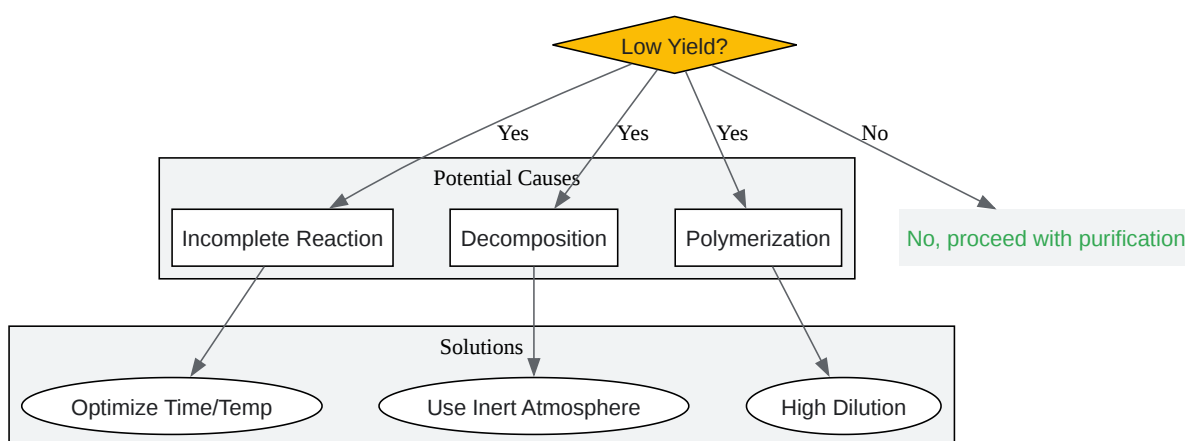 Low Yield?
Yes
Yes
Yes
No
Potential Causes
Incomplete Reaction
Decomposition
Polymerization
No, proceed with purification
Solutions
Optimize Time/Temp
Use Inert Atmosphere
High Dilution